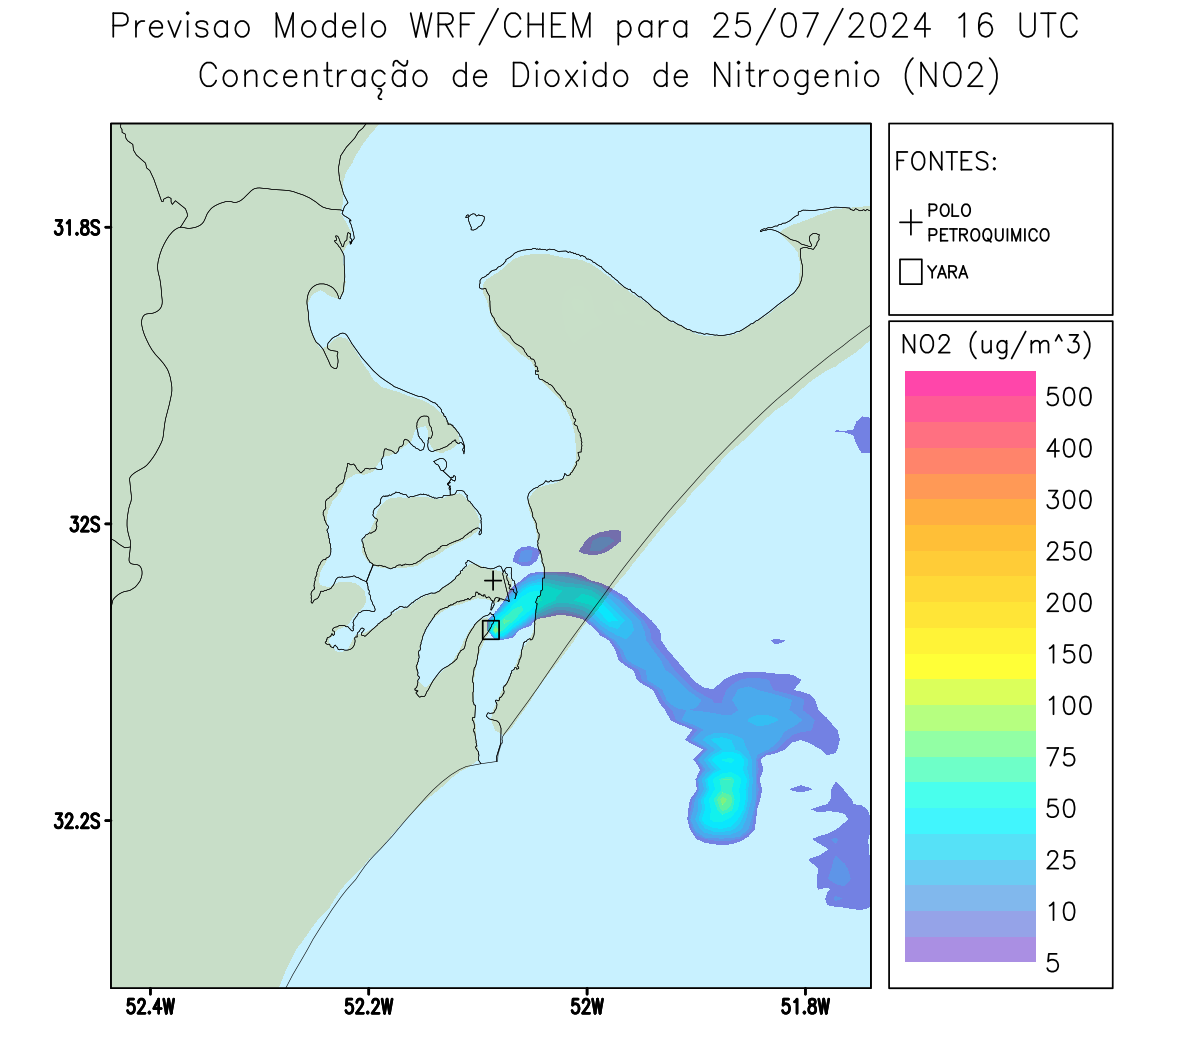 Previsao Modelo WRF/CHEM para 25/07/2024 16 UTC
Concentração de Dioxido de Nitrogenio (NO2)
FONTES:
POLO
PETROQUIMICO
YARA
NO2 (ug/m^3)
500
400
300
250
200
150
100
75
50
25
10
5
31.8S
32S
32.2S
52.4W
52.2W
52W
51.8W